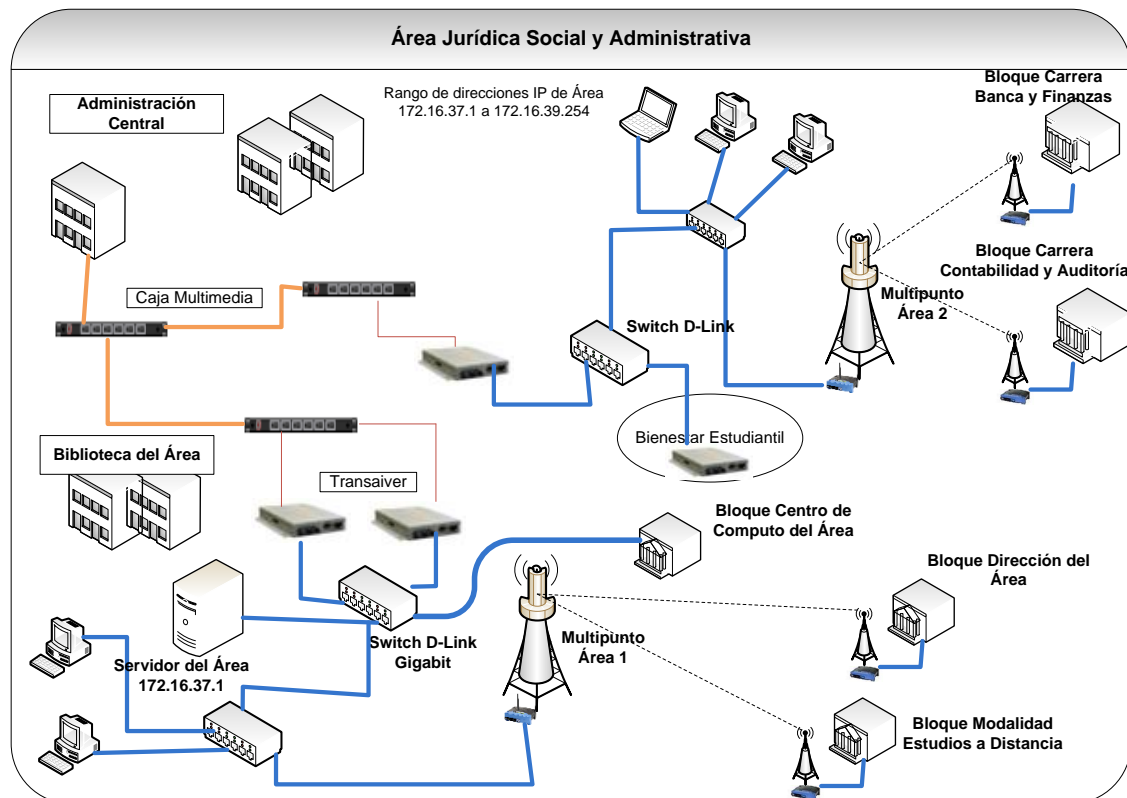 Área Jurídica Social y Administrativa
Administración
Central
Rango de direcciones IP de Área
172.16.37.1 a 172.16.39.254
Bloque Carrera
Banca y Finanzas
Bloque Carrera
Contabilidad y Auditoría
Caja Multimedia
Multipunto
Área 2
Switch D-Link
Bienestar Estudiantil
Biblioteca del Área
Transaiver
Bloque Centro de
Computo del Área
Bloque Dirección del
Área
Servidor del Área
172.16.37.1
Switch D-Link
Gigabit
Multipunto
Área 1
Bloque Modalidad
Estudios a Distancia